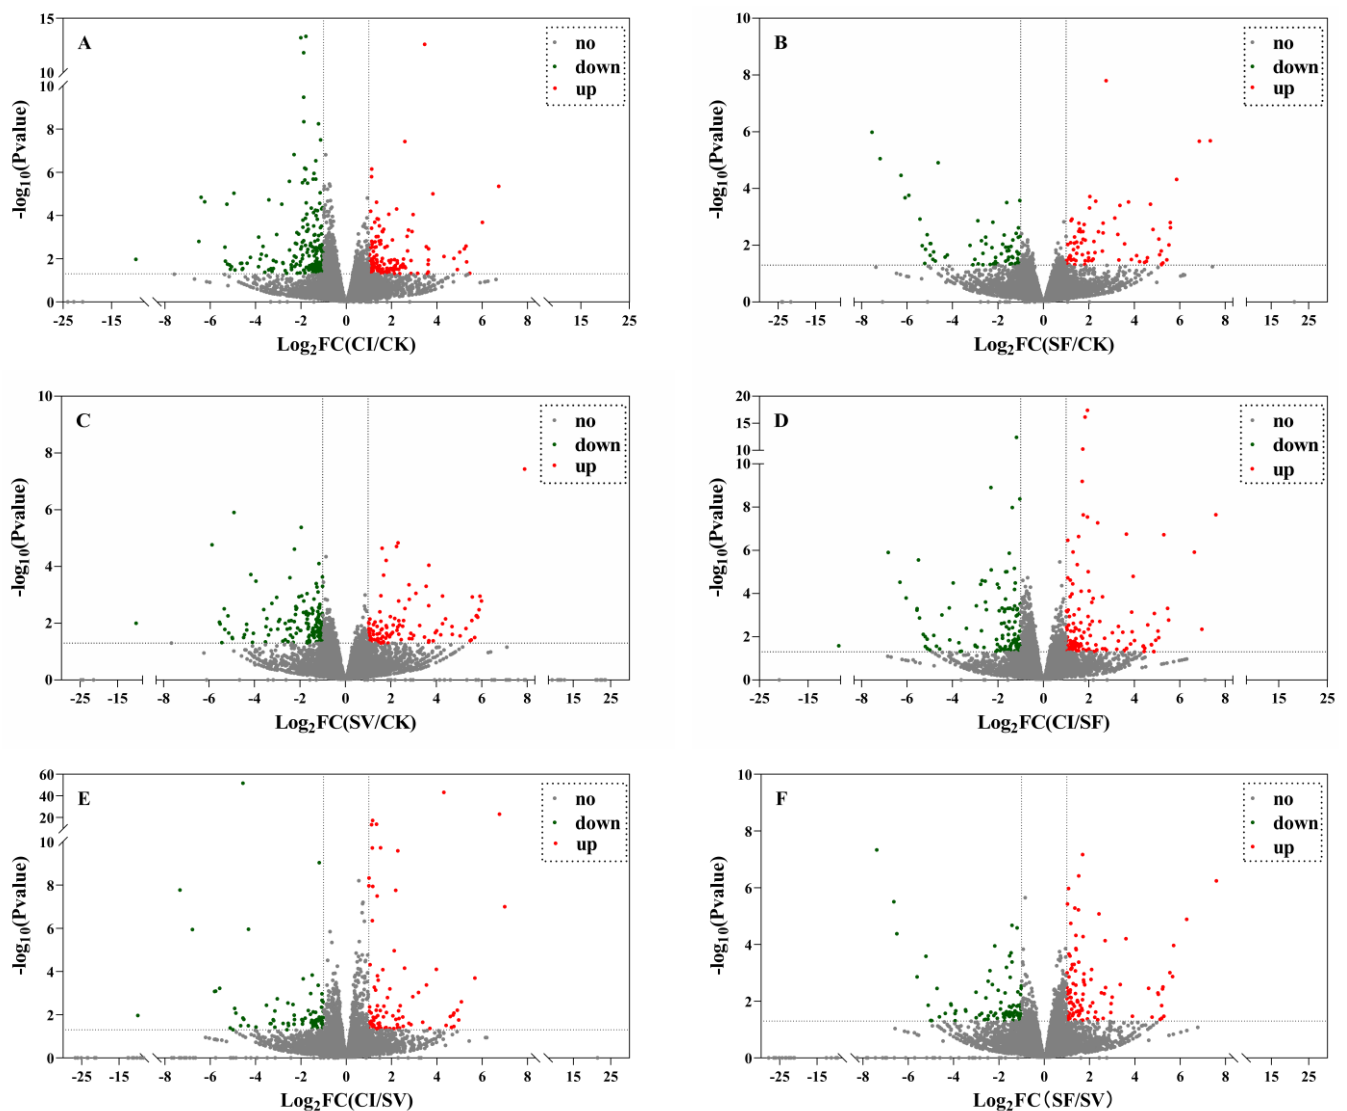 A
no
down
up
15
10
10
8
6
4
2
0
-25 -15 -8 -6 -4 -2 0 2 4 6 8 15 25
-log10(Pvalue)
Log2FC(CI/CK)
B
no
down
up
10
8
6
4
2
0
-25 -15 -8 -6 -4 -2 0 2 4 6 8 15 25
-log10(Pvalue)
Log2FC(SF/CK)
C
no
down
up
10
8
6
4
2
0
-25 -15 -8 -6 -4 -2 0 2 4 6 8 15 25
-log10(Pvalue)
Log2FC(SV/CK)
D
no
down
up
20
15
10
10
8
6
4
2
0
-25 -15 -8 -6 -4 -2 0 2 4 6 8 15 25
-log10(Pvalue)
Log2FC(CI/SF)
E
no
down
up
60
40
20
10
8
6
4
2
0
-25 -15 -8 -6 -4 -2 0 2 4 6 8 15 25
-log10(Pvalue)
Log2FC(CI/SV)
F
no
down
up
10
8
6
4
2
0
-25 -15 -8 -6 -4 -2 0 2 4 6 8 15 25
-log10(Pvalue)
Log2FC（SF/SV）